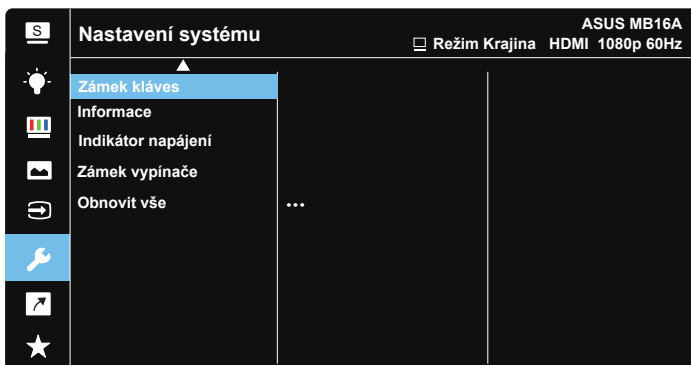 S
Nastavení systému
ASUS MB16A
Režim Krajina HDMI 1080p 60Hz
Zámek kláves
Informace
Indikátor napájení
Zámek vypínače
Obnovit vše ...